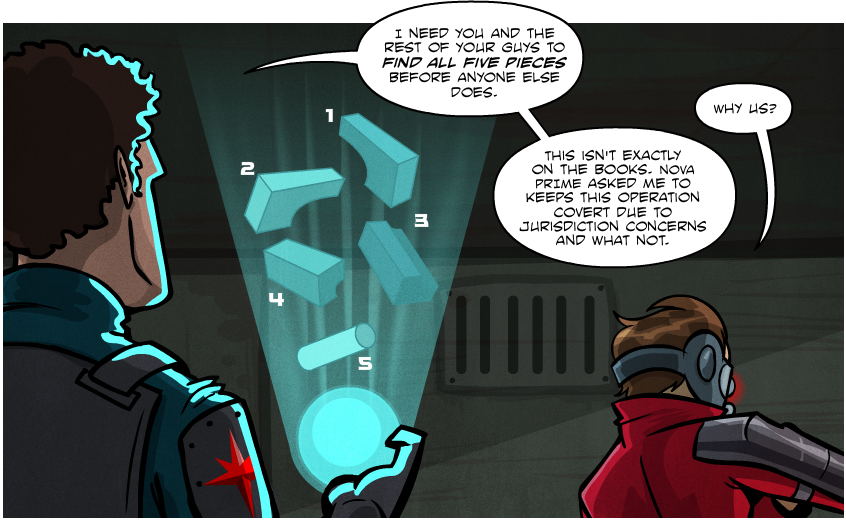 I NEED YOU AND THE
REST OF YOUR GUYS TO
FIND ALL FIVE PIECES
BEFORE ANYONE ELSE
DOES.
WHY US?
THIS ISN'T EXACTLY
ON THE BOOKS. NOVA
PRIME ASKED ME TO
KEEPS THIS OPERATION
COVERT DUE TO
JURISDICTION CONCERNS
AND WHAT NOT.
1
2
3
4
5